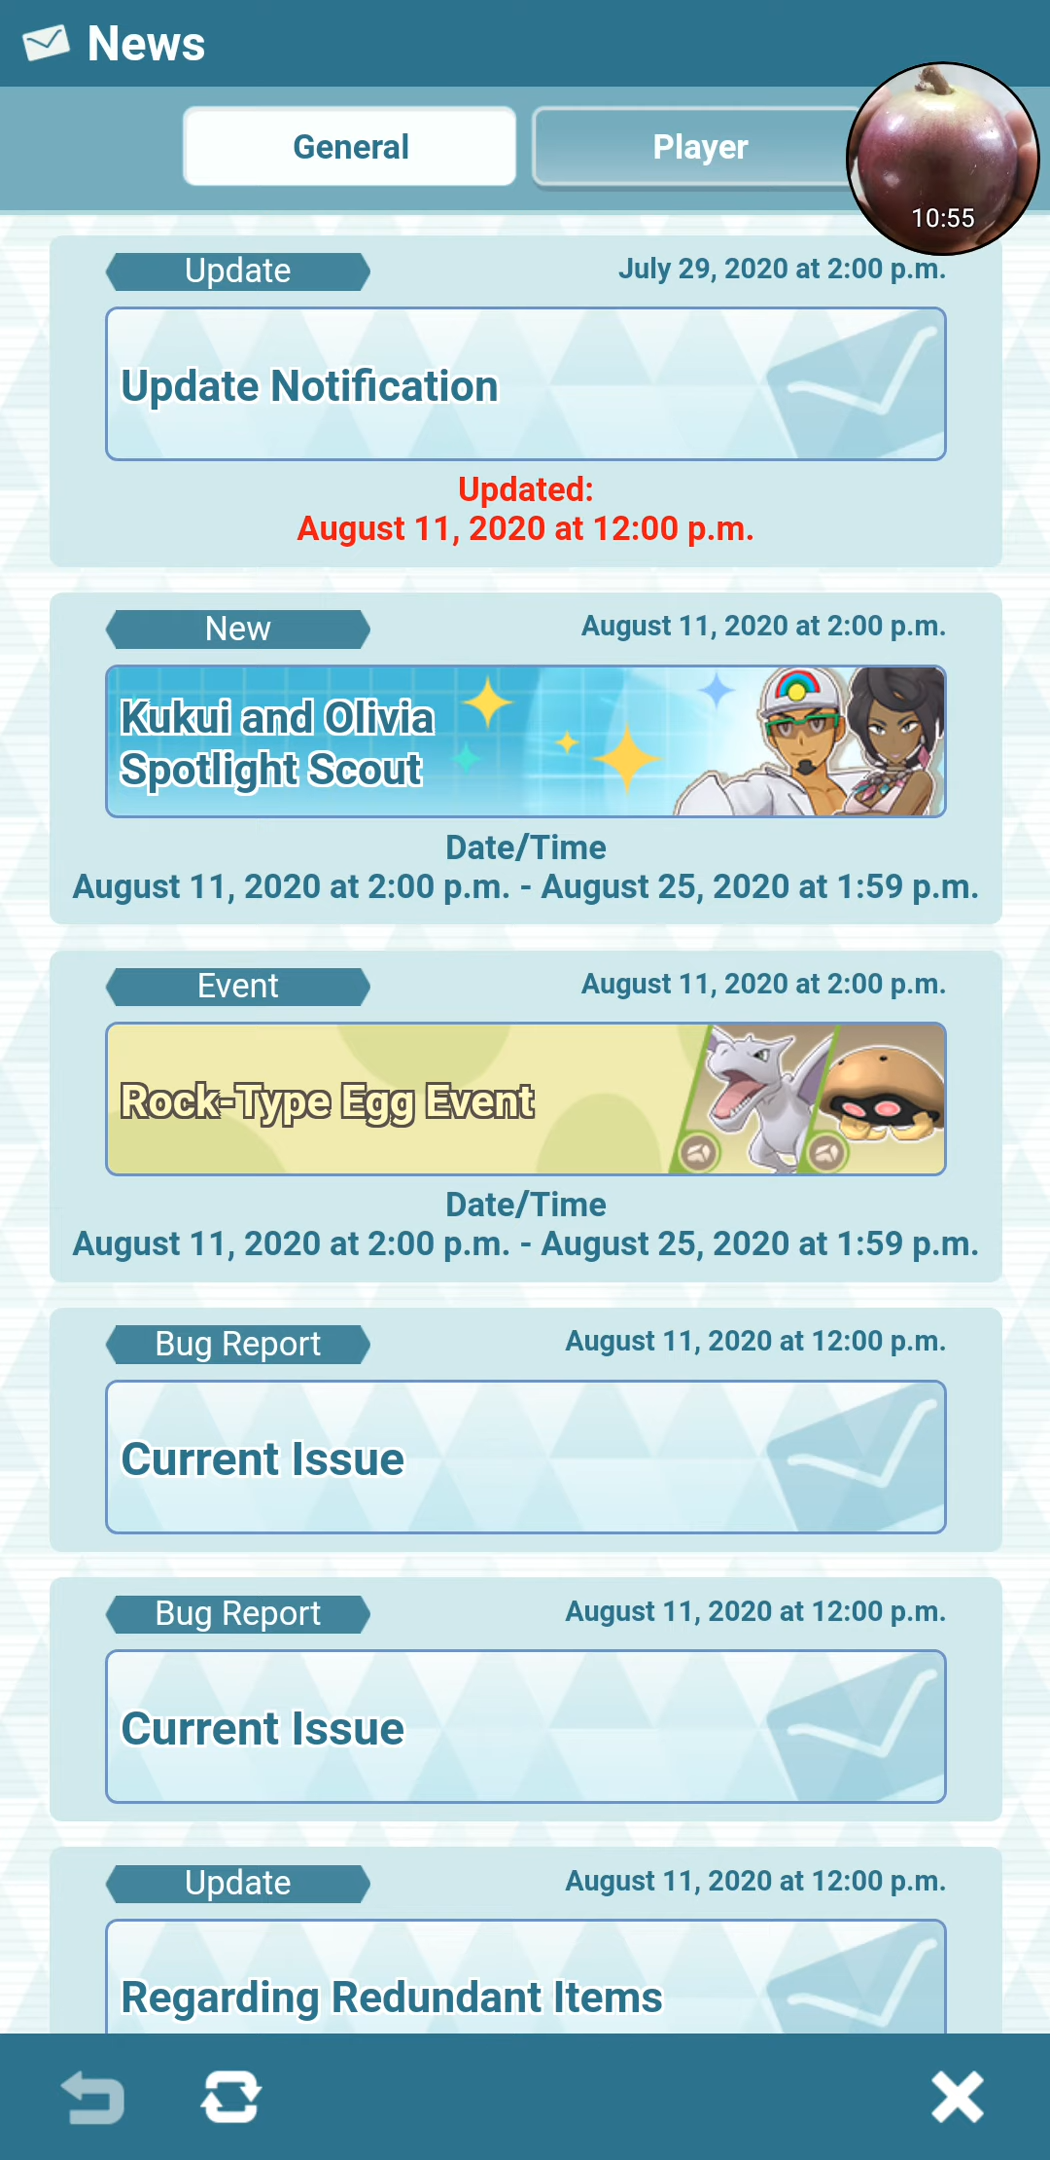 News
General
Player
10:55
Update
July 29, 2020 at 2:00 p.m.
Update Notification
Updated:
August 11, 2020 at 12:00 p.m.
New
August 11, 2020 at 2:00 p.m.
Kukui and Olivia
Spotlight Scout
Date/Time
August 11, 2020 at 2:00 p.m. - August 25, 2020 at 1:59 p.m.
Event
August 11, 2020 at 2:00 p.m.
Rock-Type Egg Event
Date/Time
August 11, 2020 at 2:00 p.m. - August 25, 2020 at 1:59 p.m.
Bug Report
August 11, 2020 at 12:00 p.m.
Current Issue
Bug Report
August 11, 2020 at 12:00 p.m.
Current Issue
Update
August 11, 2020 at 12:00 p.m.
Regarding Redundant Items